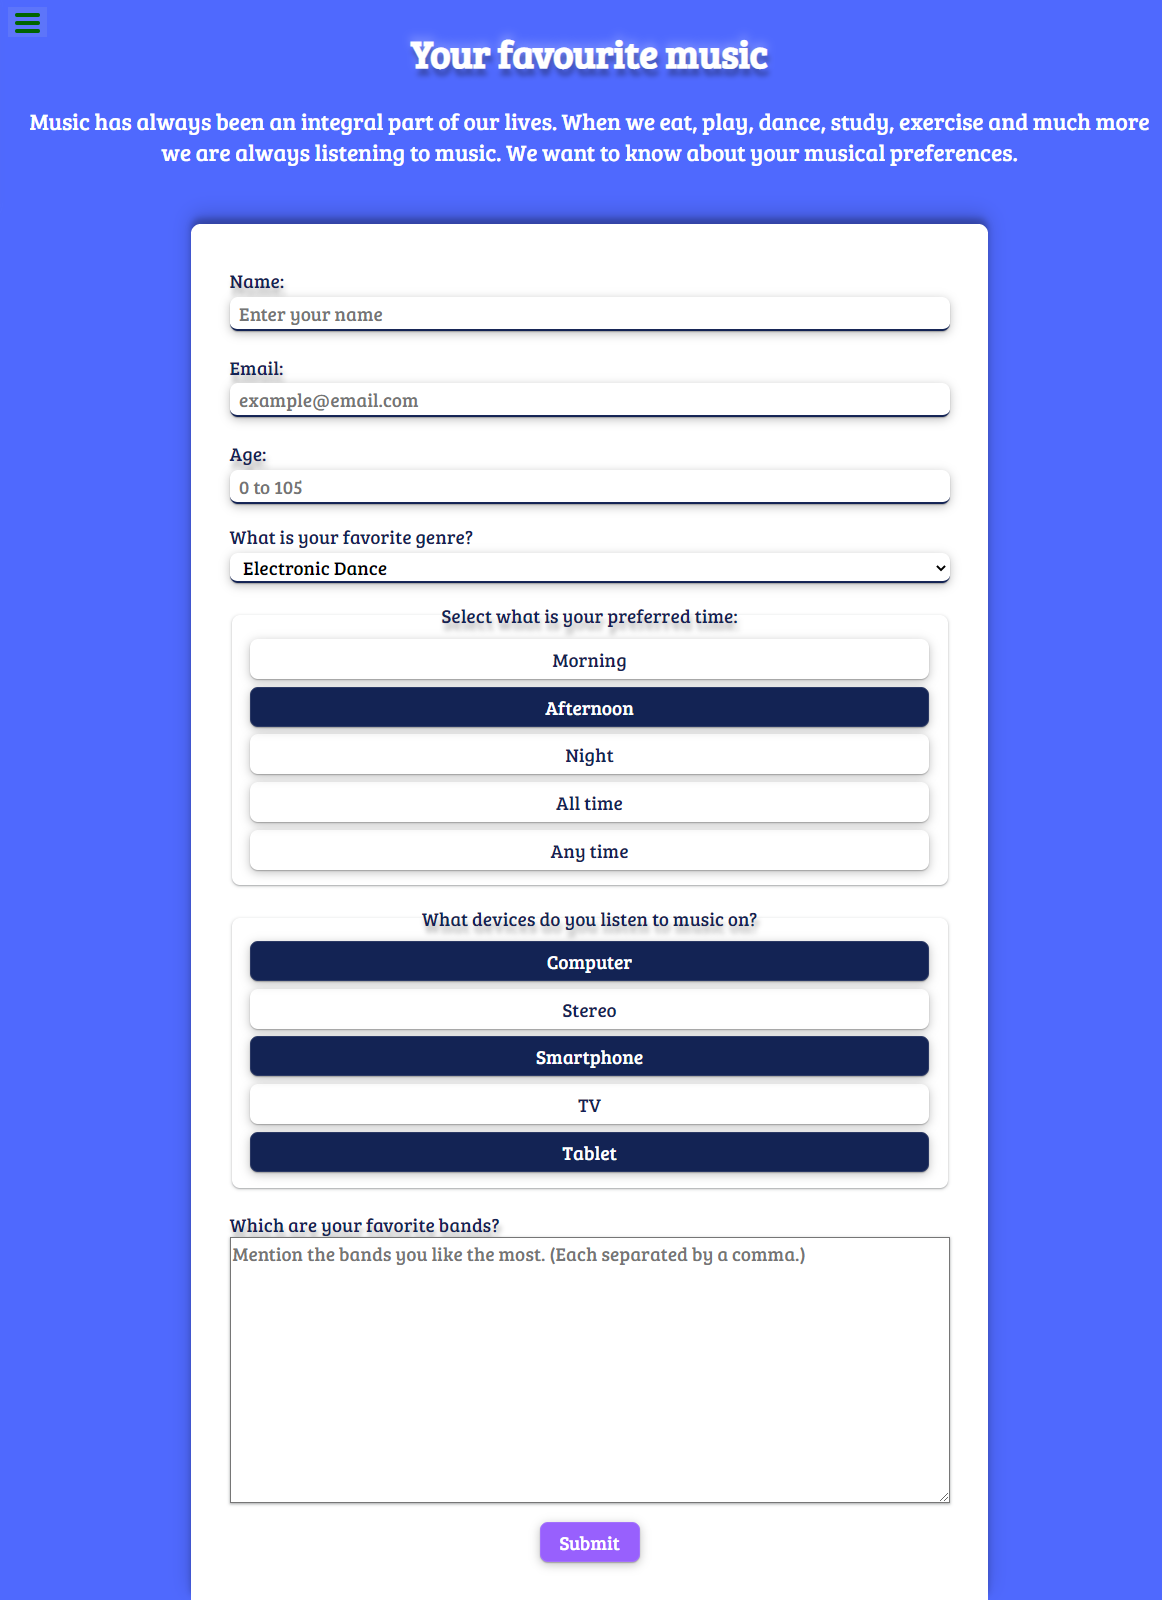 Your favourite music
Music has always been an integral part of our lives. When we eat, play, dance, study, exercise and much more
we are always listening to music. We want to know about your musical preferences.
Name:
Enter your name
Email:
example@email.com
Age:
0 to 105
What is your favorite genre?
Electronic Dance
Select what is your preferred time:
Morning
Afternoon
Night
All time
Any time
What devices do you listen to music on?
Computer
Stereo
Smartphone
TV
Tablet
Which are your favorite bands?
Mention the bands you like the most. (Each separated by a comma.)
Submit